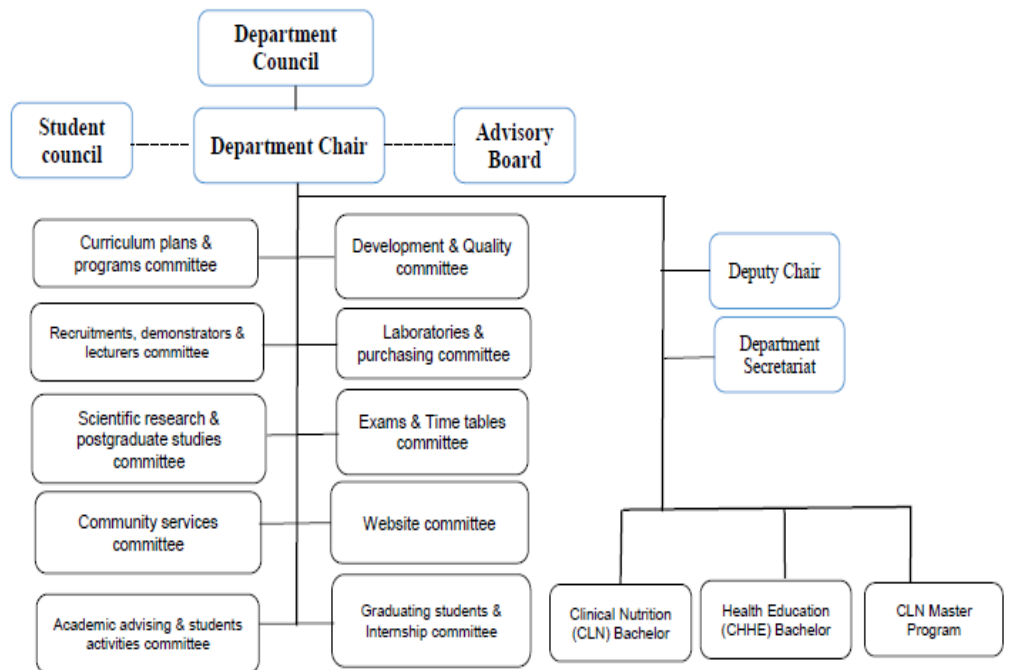 Department
Council
Student
council
Department Chair
Advisory
Board
Curriculum plans &
programs committee
Development & Quality
committee
Recruitments, demonstrators &
lecturers committee
Laboratories &
purchasing committee
Scientific research &
postgraduate studies
committee
Exams & Time tables
committee
Community services
committee
Website committee
Academic advising & students
activities committee
Graduating students &
Internship committee
Deputy Chair
Department
Secretariat
Clinical Nutrition
(CLN) Bachelor
Health Education
(CHHE) Bachelor
CLN Master
Program